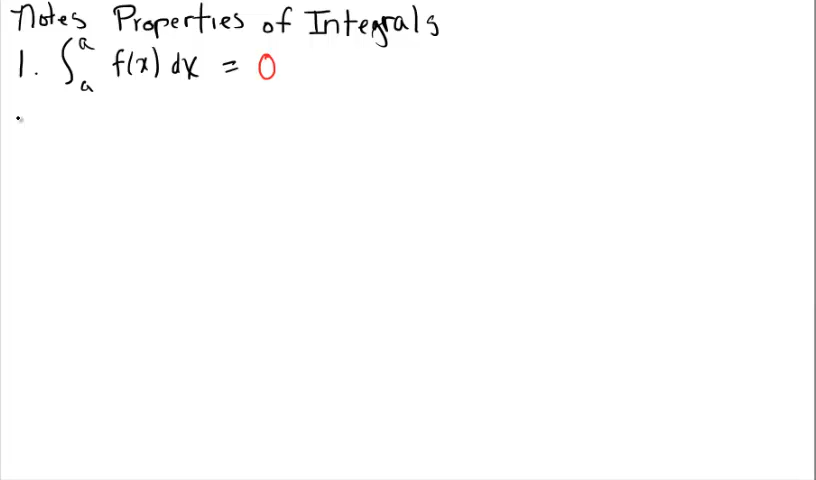 Notes Properties of Integrals
1. ∫ₐᵃ f(x) dx = 0